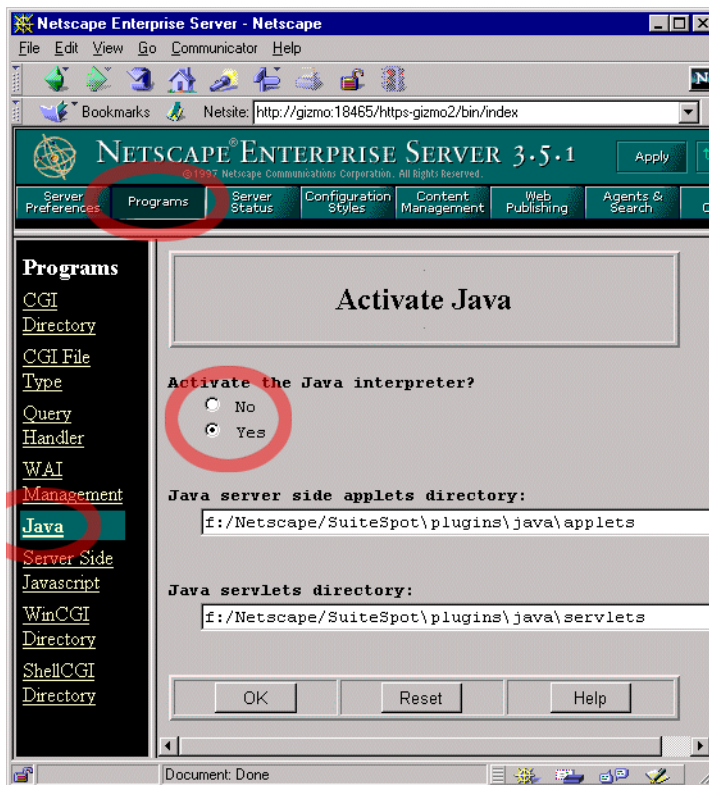 Netscape Enterprise Server - Netscape
File Edit View Go Communicator Help
Bookmarks Netsite: http://gizmo:18465/https-gizmo2/bin/index
N
NETSCAPE® ENTERPRISE SERVER 3.5.1
© 1997 Netscape Communications Corporation. All Rights Reserved.
Apply
Server Preferences
Programs
Server Status
Configuration Styles
Content Management
Web Publishing
Agents & Search
Programs
CGI
Directory
CGI File
Type
Query
Handler
WAI
Management
Java
Server Side
Javascript
WinCGI
Directory
ShellCGI
Directory
Activate Java
Activate the Java interpreter?
No
Yes
Java server side applets directory:
f:/Netscape/SuiteSpot\plugins\java\applets
Java servlets directory:
f:/Netscape/SuiteSpot\plugins\java\servlets
OK Reset Help
Document: Done